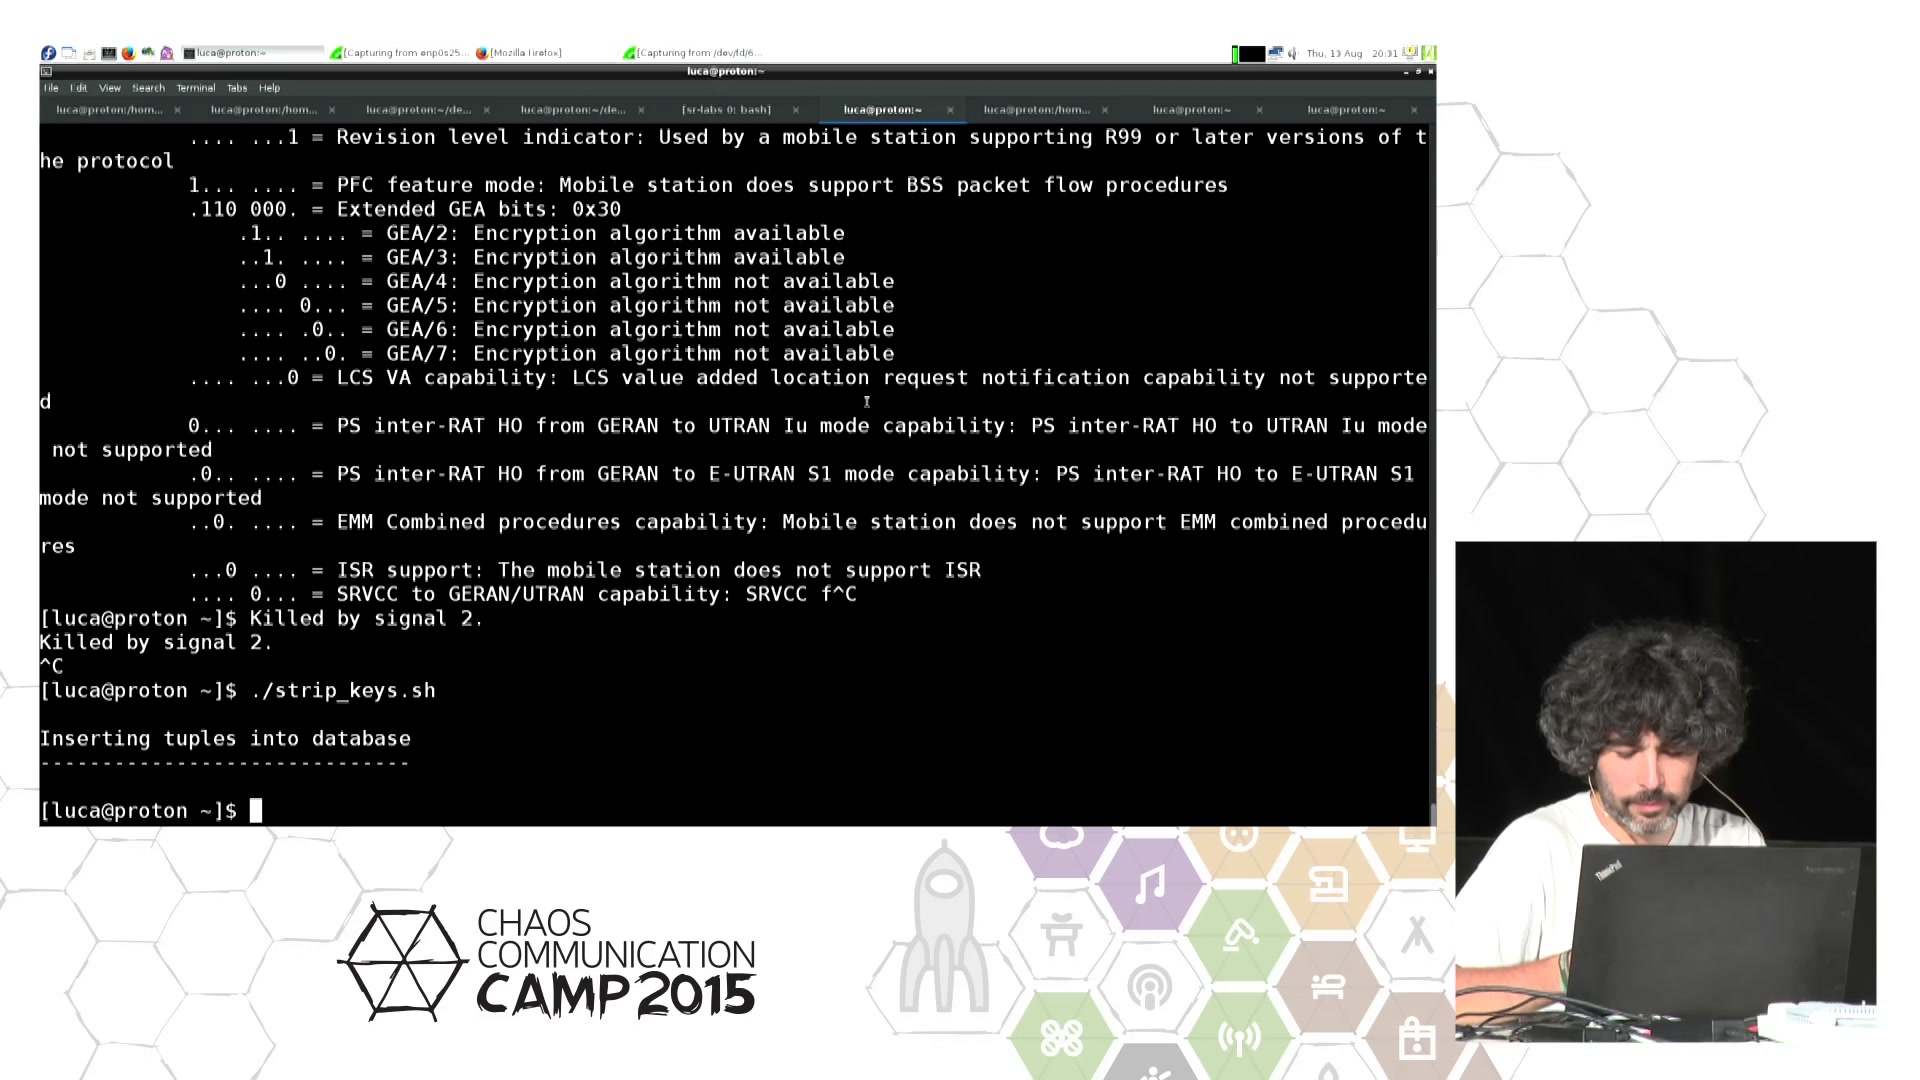 luca@proton:~
[Capturing from enp0s25...
[Mozilla Firefox]
[Capturing from /dev/fd/6...
Thu, 13 Aug 20:31
luca@proton:~
File Edit View Search Terminal Tabs Help
luca@proton:/hom... × luca@proton:/hom... × luca@proton:~/de... × luca@proton:~/de... × [sr-labs 0: bash] × luca@proton:~ × luca@proton:/hom... × luca@proton:~ × luca@proton:~ ×
.... ...1 = Revision level indicator: Used by a mobile station supporting R99 or later versions of t
he protocol
1... .... = PFC feature mode: Mobile station does support BSS packet flow procedures
.110 000. = Extended GEA bits: 0x30
.1.. .... = GEA/2: Encryption algorithm available
..1. .... = GEA/3: Encryption algorithm available
...0 .... = GEA/4: Encryption algorithm not available
.... 0... = GEA/5: Encryption algorithm not available
.... .0.. = GEA/6: Encryption algorithm not available
.... ..0. = GEA/7: Encryption algorithm not available
.... ...0 = LCS VA capability: LCS value added location request notification capability not supporte
d
0... .... = PS inter-RAT HO from GERAN to UTRAN Iu mode capability: PS inter-RAT HO to UTRAN Iu mode
not supported
.0.. .... = PS inter-RAT HO from GERAN to E-UTRAN S1 mode capability: PS inter-RAT HO to E-UTRAN S1
mode not supported
..0. .... = EMM Combined procedures capability: Mobile station does not support EMM combined procedu
res
...0 .... = ISR support: The mobile station does not support ISR
.... 0... = SRVCC to GERAN/UTRAN capability: SRVCC f^C
[luca@proton ~]$ Killed by signal 2.
Killed by signal 2.
^C
[luca@proton ~]$ ./strip_keys.sh
Inserting tuples into database
------------------------------
[luca@proton ~]$
ThinkPad
CHAOS
COMMUNICATION
CAMP 2015